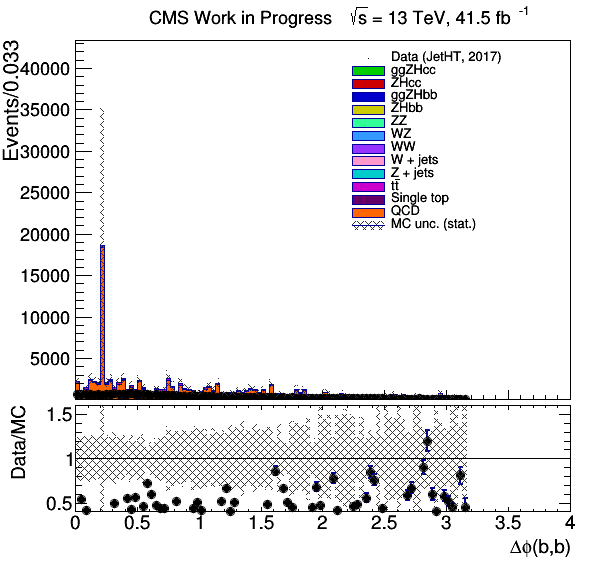 CMS Work in Progress √s = 13 TeV, 41.5 fb⁻¹
Events/0.033
40000
35000
30000
25000
20000
15000
10000
5000
Data (JetHT, 2017)
ggZHcc
ZHcc
ggZHbb
ZHbb
ZZ
WZ
WW
W + jets
Z + jets
tt̄
Single top
QCD
MC unc. (stat.)
Data/MC
1.5
1
0.5
0 0.5 1 1.5 2 2.5 3 3.5 4
Δϕ(b,b)